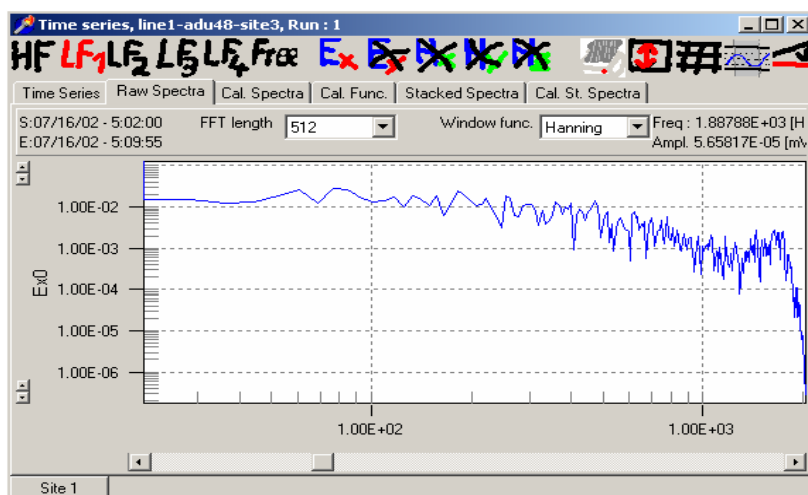 Time series, line1-adu48-site3, Run : 1
HF LF1 LF2 LF3 LF4 Free Ex Ey
Time Series Raw Spectra Cal. Spectra Cal. Func. Stacked Spectra Cal. St. Spectra
S:07/16/02 - 5:02:00 FFT length 512 Window func. Hanning Freq : 1.88788E+03 [H
E:07/16/02 - 5:09:55 Ampl. 5.65817E-05 [mV
1.00E-02
1.00E-03
Ex0
1.00E-04
1.00E-05
1.00E-06
1.00E+02 1.00E+03
Site 1